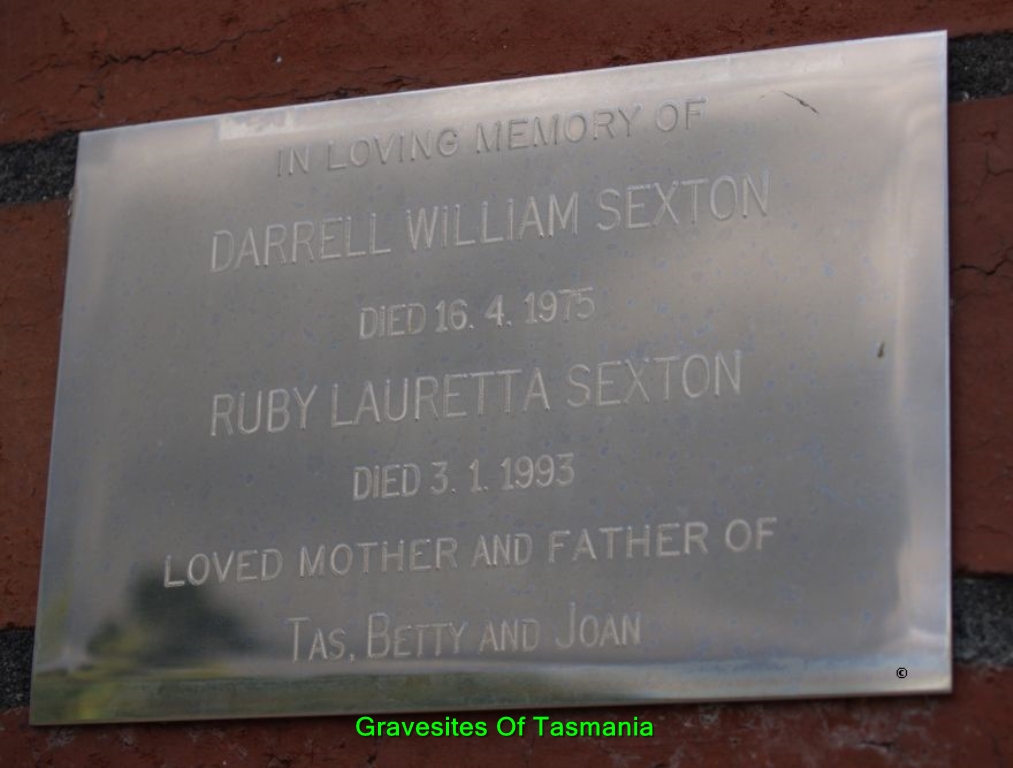 IN LOVING MEMORY OF
DARRELL WILLIAM SEXTON
DIED 16. 4. 1975
RUBY LAURETTA SEXTON
DIED 3. 1. 1993
LOVED MOTHER AND FATHER OF
TAS, BETTY AND JOAN
©
Gravesites Of Tasmania